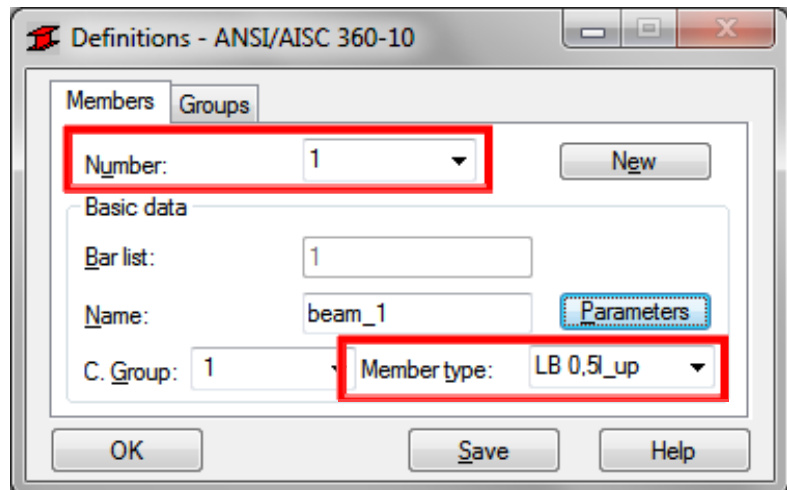 Definitions - ANSI/AISC 360-10
Members Groups
Number: 1 New
Basic data
Bar list: 1
Name: beam_1 Parameters
C. Group: 1 Member type: LB 0,5l_up
OK Save Help